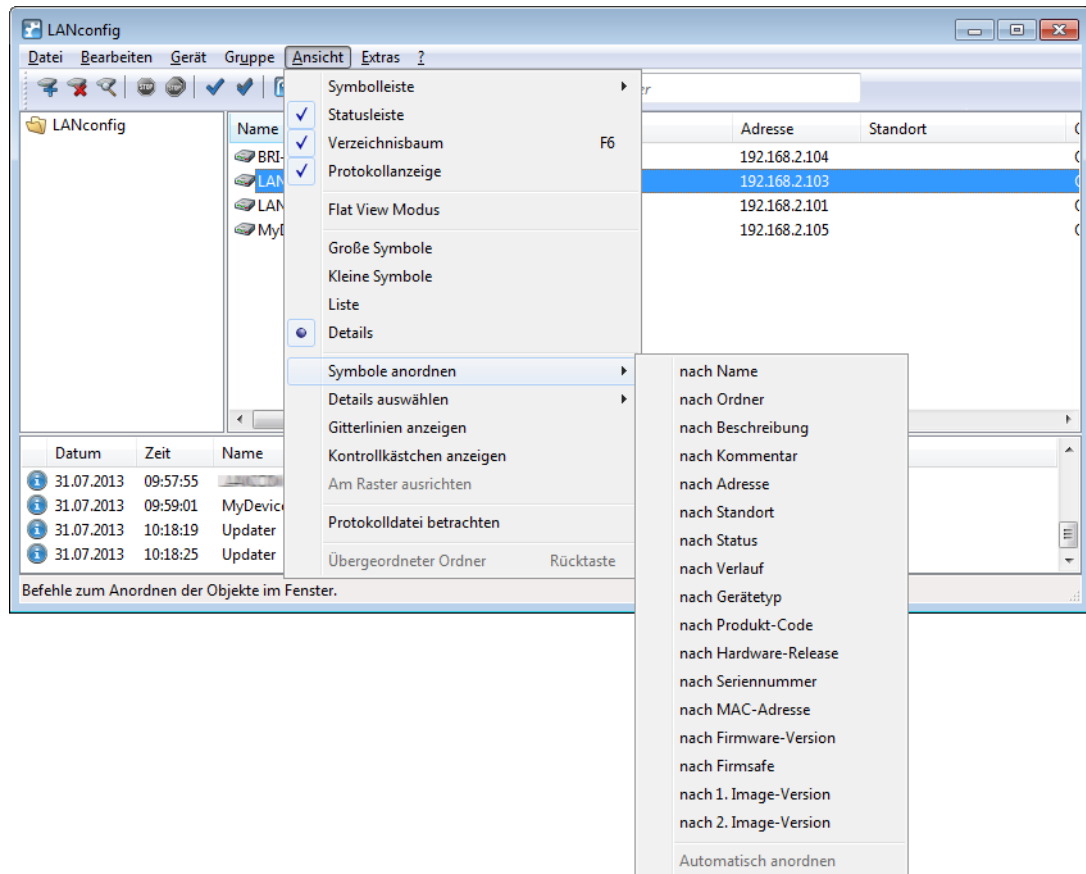 LANconfig
Datei Bearbeiten Gerät Gruppe Ansicht Extras ?
LANconfig
Name Adresse Standort
BRI- 192.168.2.104
LAN 192.168.2.103
LAN 192.168.2.101
MyD 192.168.2.105
Symbolleiste
Statusleiste
Verzeichnisbaum F6
Protokollanzeige
Flat View Modus
Große Symbole
Kleine Symbole
Liste
Details
Symbole anordnen
Details auswählen
Gitterlinien anzeigen
Kontrollkästchen anzeigen
Am Raster ausrichten
Protokolldatei betrachten
Übergeordneter Ordner Rücktaste
nach Name
nach Ordner
nach Beschreibung
nach Kommentar
nach Adresse
nach Standort
nach Status
nach Verlauf
nach Gerätetyp
nach Produkt-Code
nach Hardware-Release
nach Seriennummer
nach MAC-Adresse
nach Firmware-Version
nach Firmsafe
nach 1. Image-Version
nach 2. Image-Version
Automatisch anordnen
Datum Zeit Name
31.07.2013 09:57:55
31.07.2013 09:59:01 MyDevice
31.07.2013 10:18:19 Updater
31.07.2013 10:18:25 Updater
Befehle zum Anordnen der Objekte im Fenster.